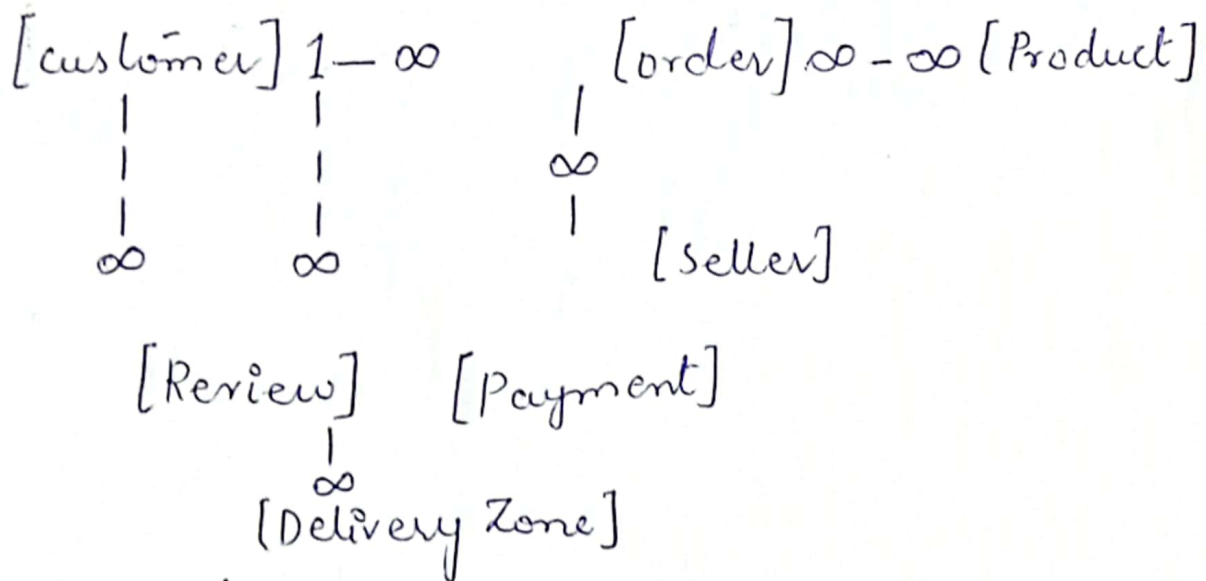 [customer] 1 — ∞ [order] ∞ - ∞ [Product]
| | |
| | ∞
| | |
∞ ∞ [seller]
[Review] [Payment]
|
∞
[Delivery Zone]